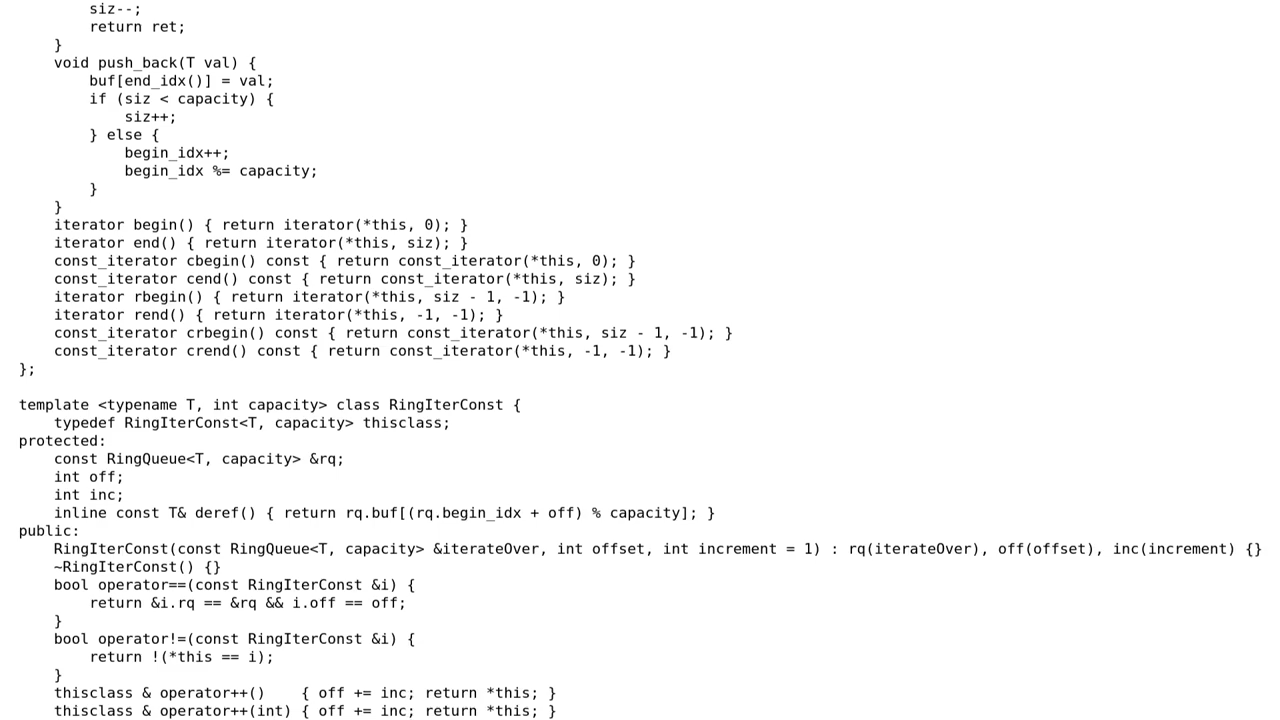 siz--;
        return ret;
    }
    void push_back(T val) {
        buf[end_idx()] = val;
        if (siz < capacity) {
            siz++;
        } else {
            begin_idx++;
            begin_idx %= capacity;
        }
    }
    iterator begin() { return iterator(*this, 0); }
    iterator end() { return iterator(*this, siz); }
    const_iterator cbegin() const { return const_iterator(*this, 0); }
    const_iterator cend() const { return const_iterator(*this, siz); }
    iterator rbegin() { return iterator(*this, siz - 1, -1); }
    iterator rend() { return iterator(*this, -1, -1); }
    const_iterator crbegin() const { return const_iterator(*this, siz - 1, -1); }
    const_iterator crend() const { return const_iterator(*this, -1, -1); }
};

template <typename T, int capacity> class RingIterConst {
    typedef RingIterConst<T, capacity> thisclass;
protected:
    const RingQueue<T, capacity> &rq;
    int off;
    int inc;
    inline const T& deref() { return rq.buf[(rq.begin_idx + off) % capacity]; }
public:
    RingIterConst(const RingQueue<T, capacity> &iterateOver, int offset, int increment = 1) : rq(iterateOver), off(offset), inc(increment) {}
    ~RingIterConst() {}
    bool operator==(const RingIterConst &i) {
        return &i.rq == &rq && i.off == off;
    }
    bool operator!=(const RingIterConst &i) {
        return !(*this == i);
    }
    thisclass & operator++()    { off += inc; return *this; }
    thisclass & operator++(int) { off += inc; return *this; }